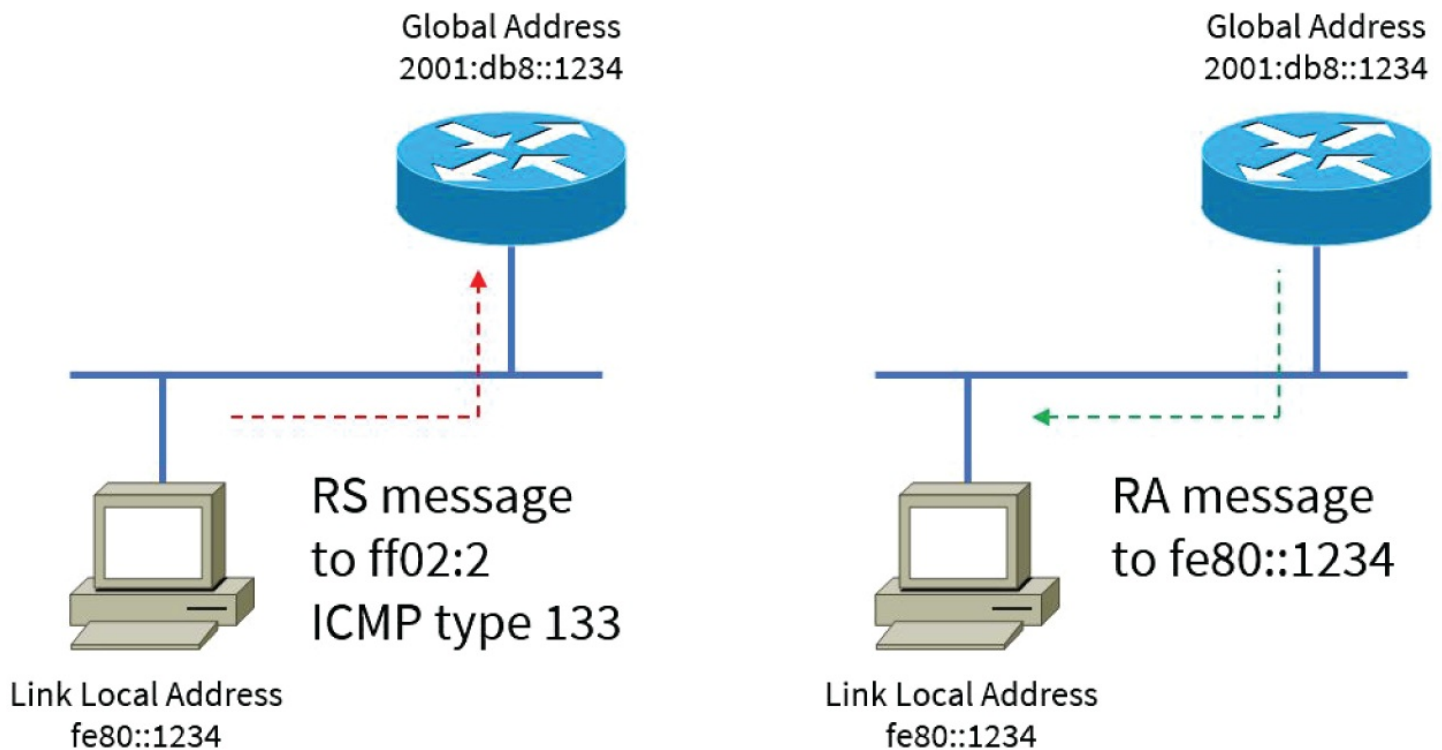 Global Address
2001:db8::1234
RS message
to ff02:2
ICMP type 133
Link Local Address
fe80::1234
Global Address
2001:db8::1234
RA message
to fe80::1234
Link Local Address
fe80::1234